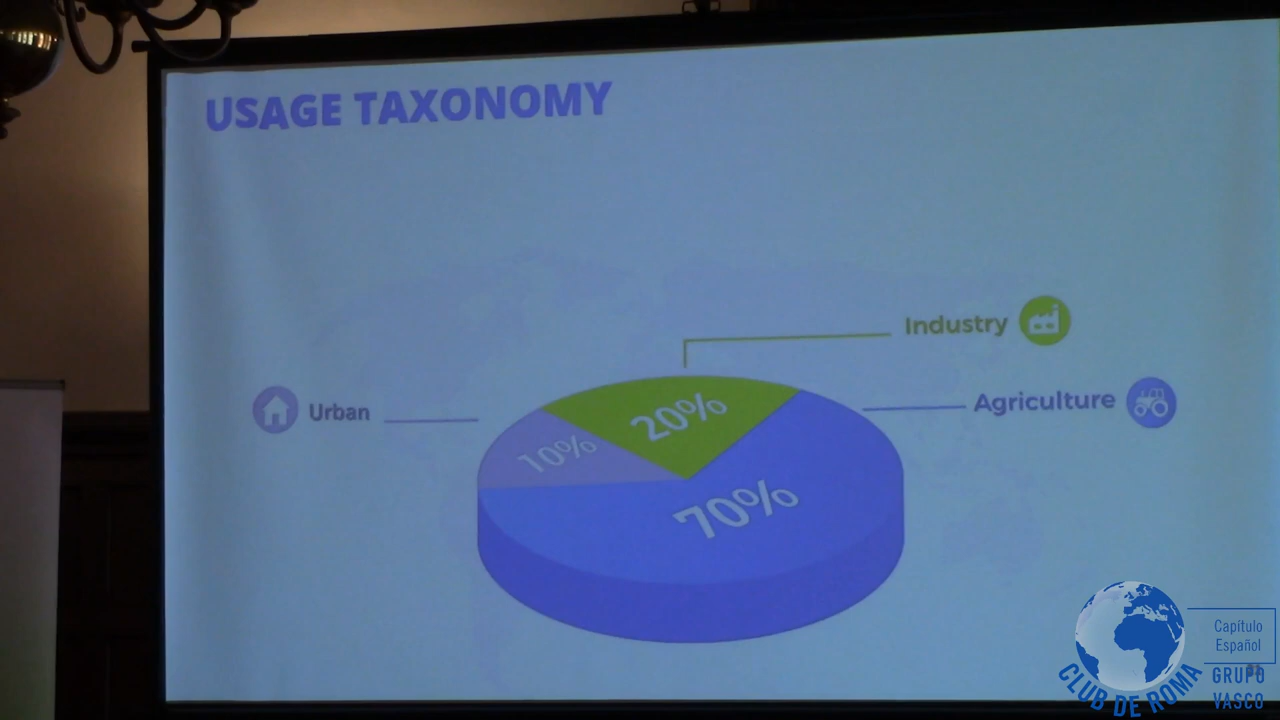 USAGE TAXONOMY
Industry
Urban
Agriculture
20%
10%
70%
Capítulo
Español
CLUB DE ROMA
GRUPO
VASCO